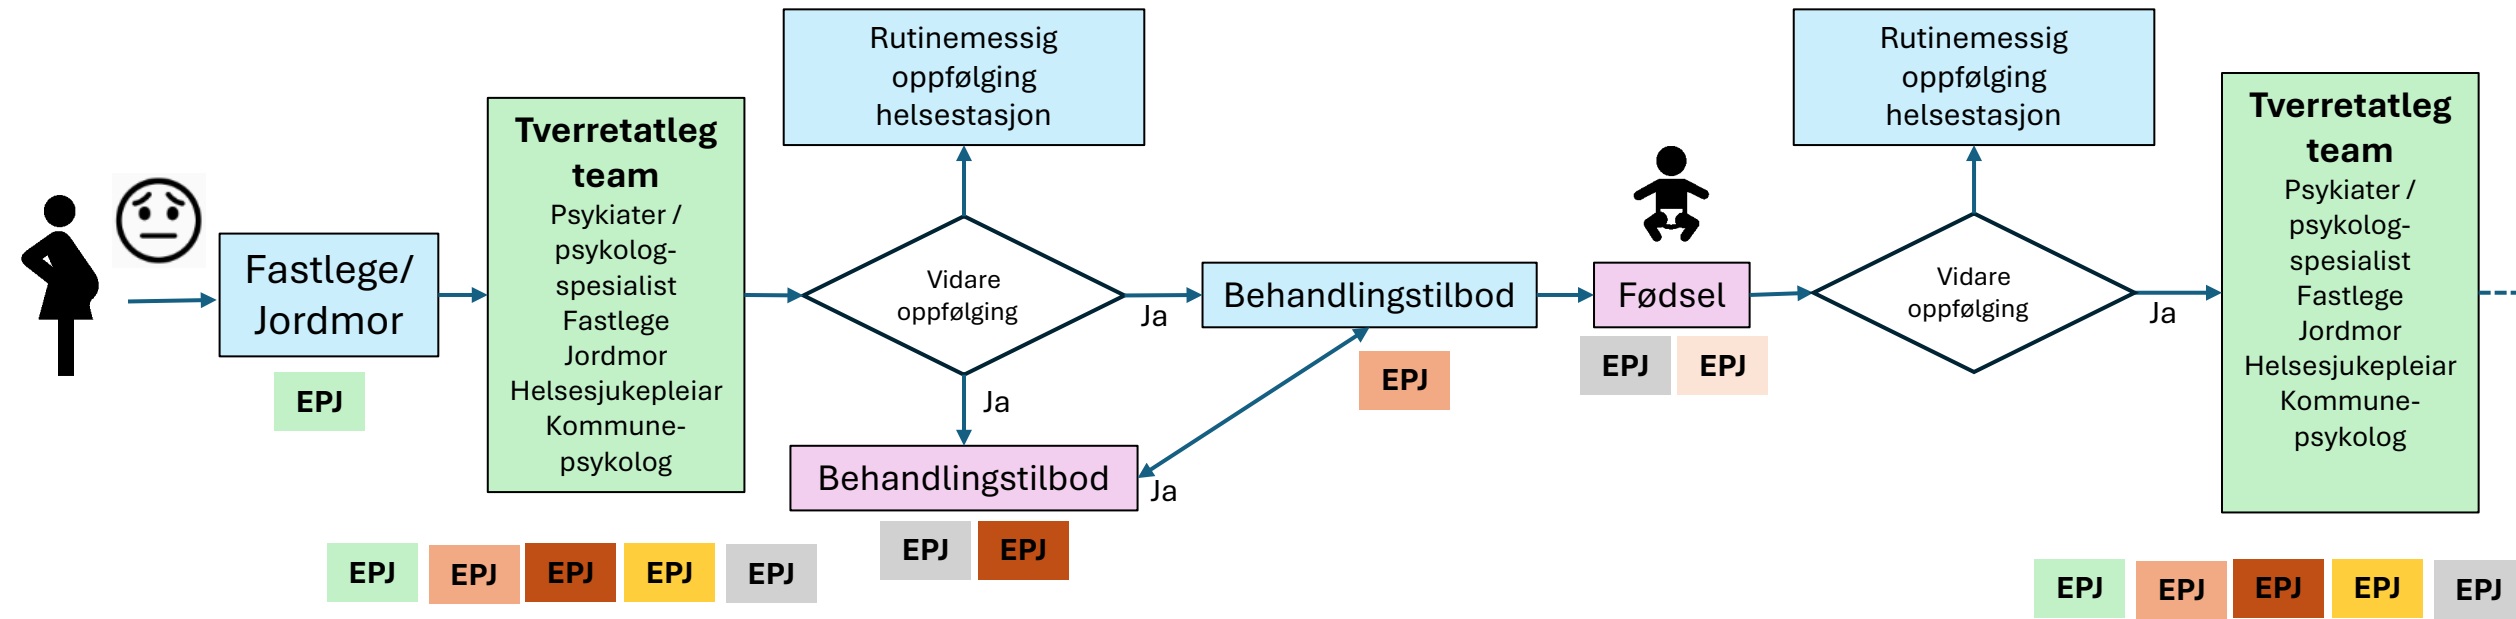 Fastlege/
Jordmor
EPJ
Tverretatleg
team
Psykiater /
psykolog-
spesialist
Fastlege
Jordmor
Helsesjukepleiar
Kommune-
psykolog
EPJ
EPJ
EPJ
EPJ
EPJ
Rutinemessig
oppfølging
helsestasjon
Vidare
oppfølging
Ja
Ja
Behandlingstilbod
Ja
EPJ
EPJ
Behandlingstilbod
EPJ
Fødsel
EPJ
EPJ
Rutinemessig
oppfølging
helsestasjon
Vidare
oppfølging
Ja
Tverretatleg
team
Psykiater /
psykolog-
spesialist
Fastlege
Jordmor
Helsesjukepleiar
Kommune-
psykolog
EPJ
EPJ
EPJ
EPJ
EPJ